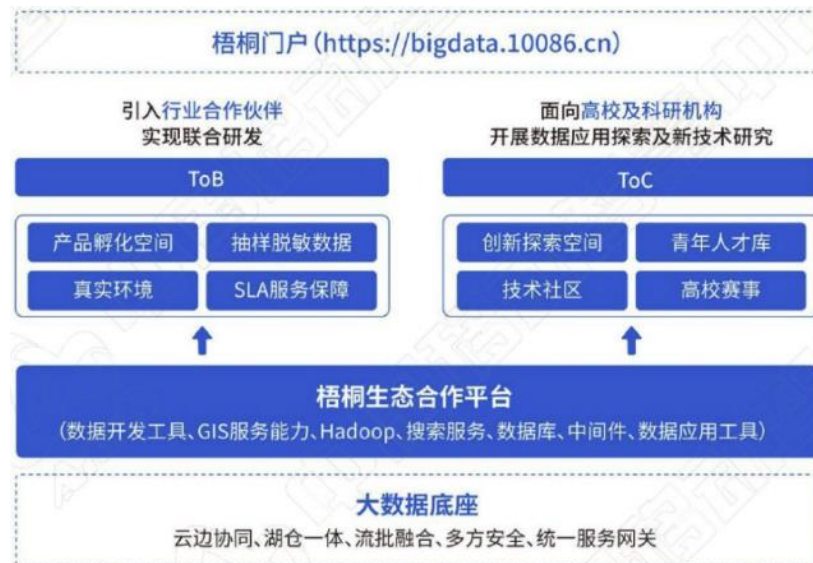 梧桐门户(https://bigdata.10086.cn)
引入行业合作伙伴
实现联合研发
面向高校及科研机构
开展数据应用探索及新技术研究
ToB
ToC
产品孵化空间
抽样脱敏数据
创新探索空间
青年人才库
真实环境
SLA服务保障
技术社区
高校赛事
梧桐生态合作平台
(数据开发工具、GIS服务能力、Hadoop、搜索服务、数据库、中间件、数据应用工具)
大数据底座
云边协同、湖仓一体、流批融合、多方安全、统一服务网关